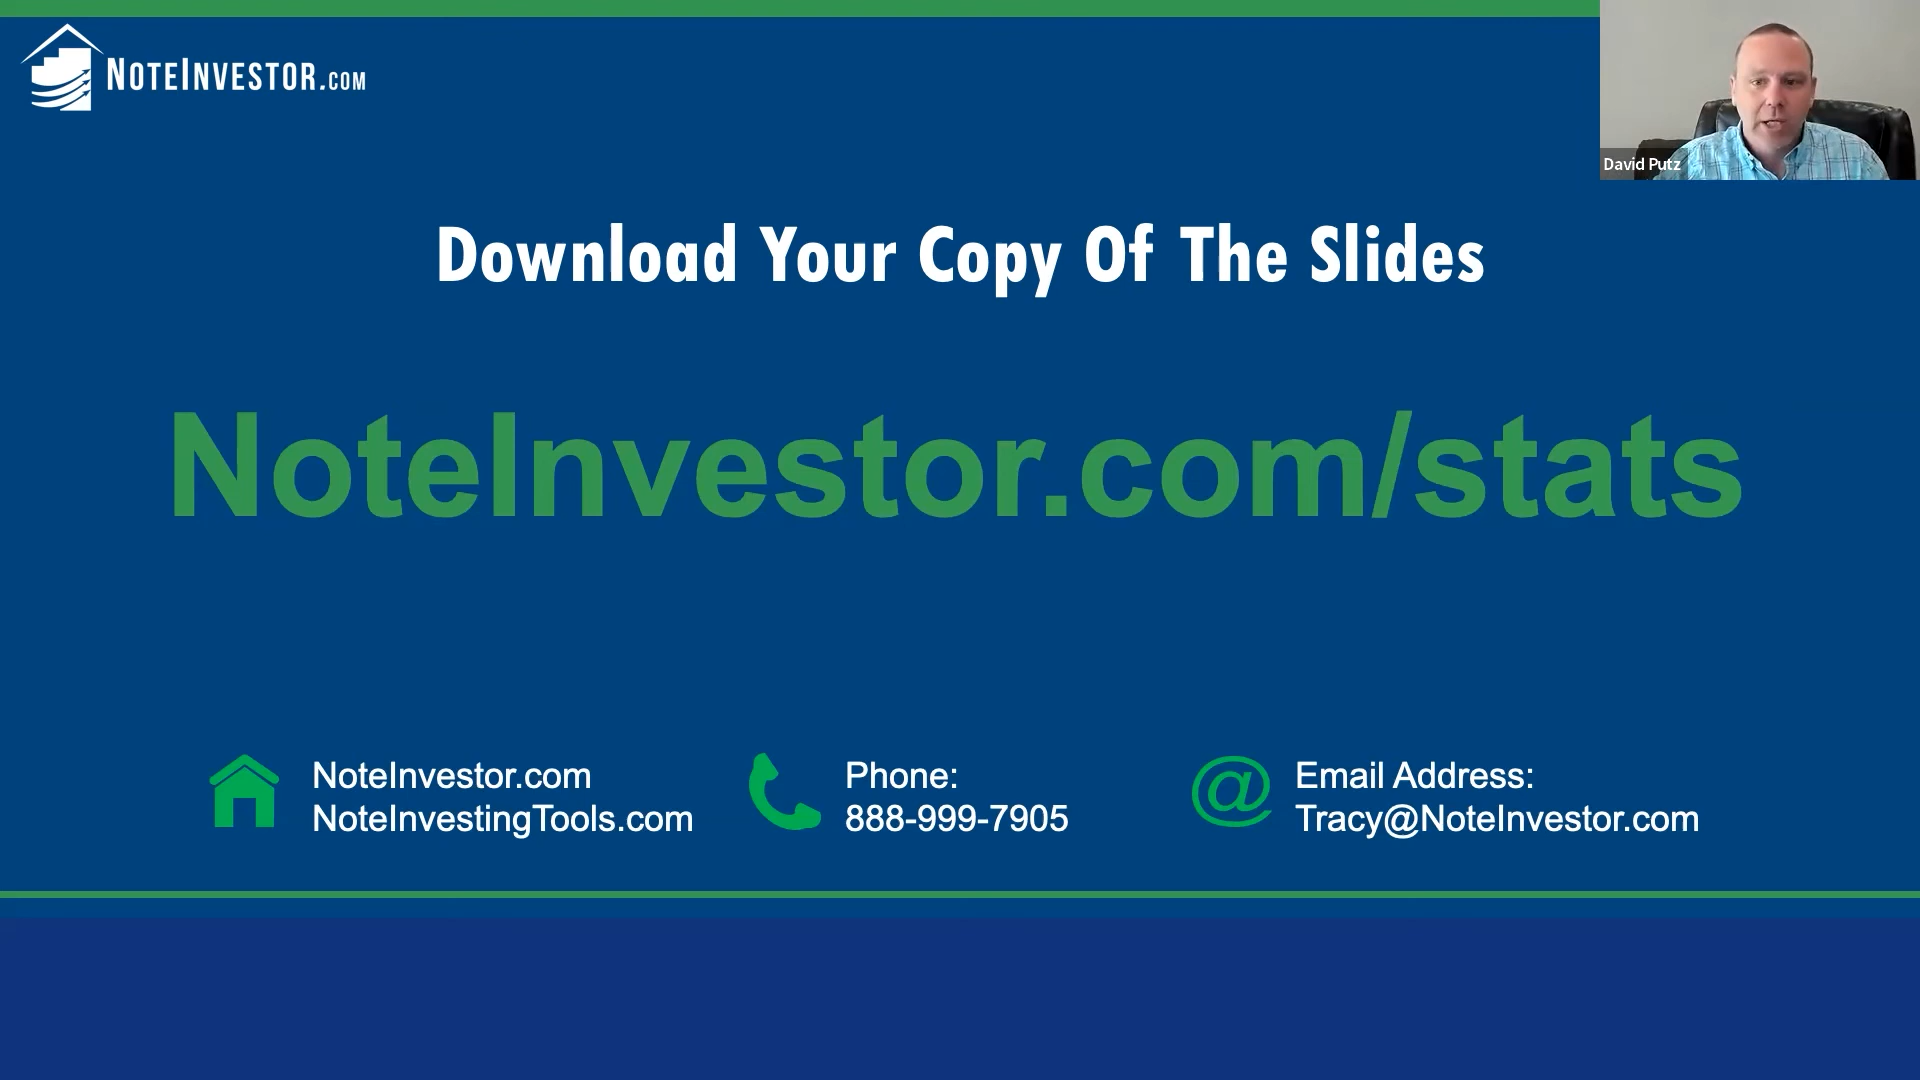 NoteInvestor.com
David Putz
Download Your Copy Of The Slides
NoteInvestor.com/stats
NoteInvestor.com
NoteInvestingTools.com
Phone:
888-999-7905
Email Address:
Tracy@NoteInvestor.com